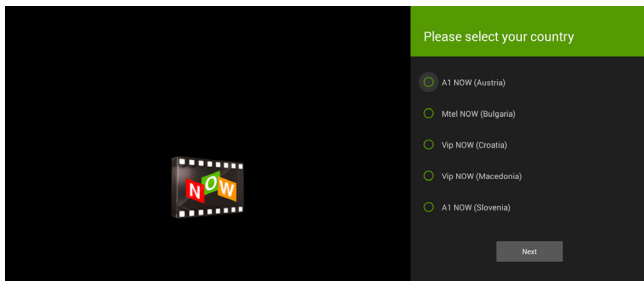 NOW
Please select your country
A1 NOW (Austria)
Mtel NOW (Bulgaria)
Vip NOW (Croatia)
Vip NOW (Macedonia)
A1 NOW (Slovenia)
Next